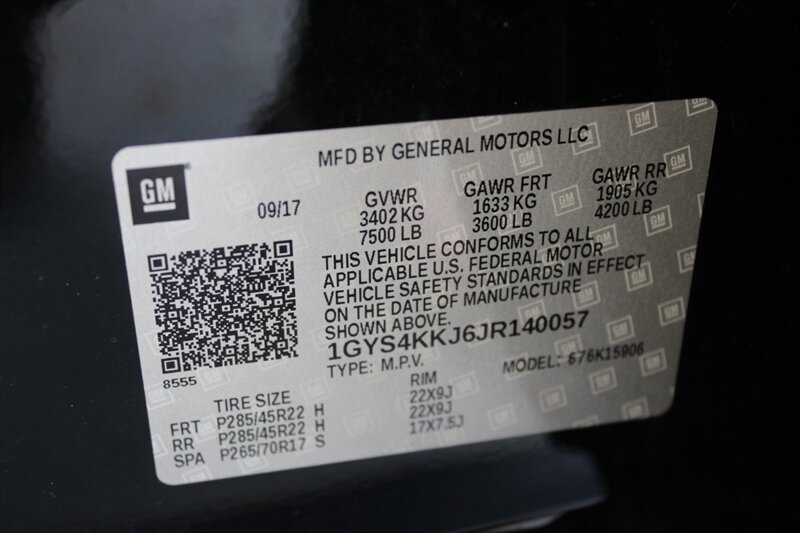 MFD BY GENERAL MOTORS LLC
GM
09/17 GVWR GAWR FRT GAWR RR
3402 KG 1633 KG 1905 KG
7500 LB 3600 LB 4200 LB
THIS VEHICLE CONFORMS TO ALL
APPLICABLE U.S. FEDERAL MOTOR
VEHICLE SAFETY STANDARDS IN EFFECT
ON THE DATE OF MANUFACTURE
SHOWN ABOVE.
1GYS4KKJ6JR140057
8555 TYPE: M.P.V. MODEL: 676K15906
TIRE SIZE RIM
FRT P285/45R22 H 22X9J
RR P285/45R22 H 22X9J
SPA P265/70R17 S 17X7.5J